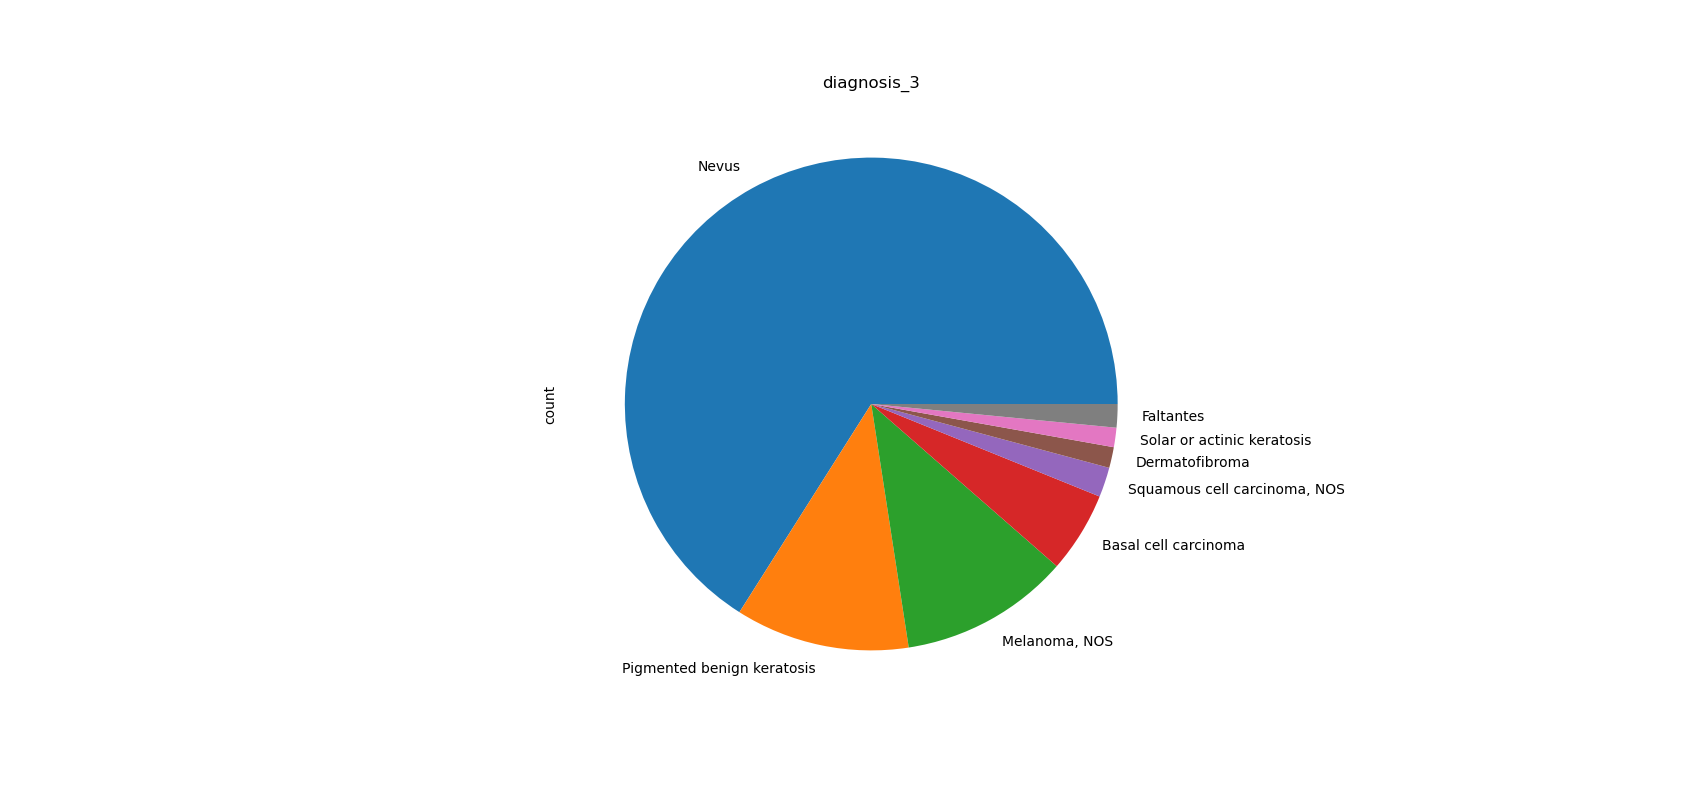 diagnosis_3
Nevus
count
Faltantes
Solar or actinic keratosis
Dermatofibroma
Squamous cell carcinoma, NOS
Basal cell carcinoma
Melanoma, NOS
Pigmented benign keratosis